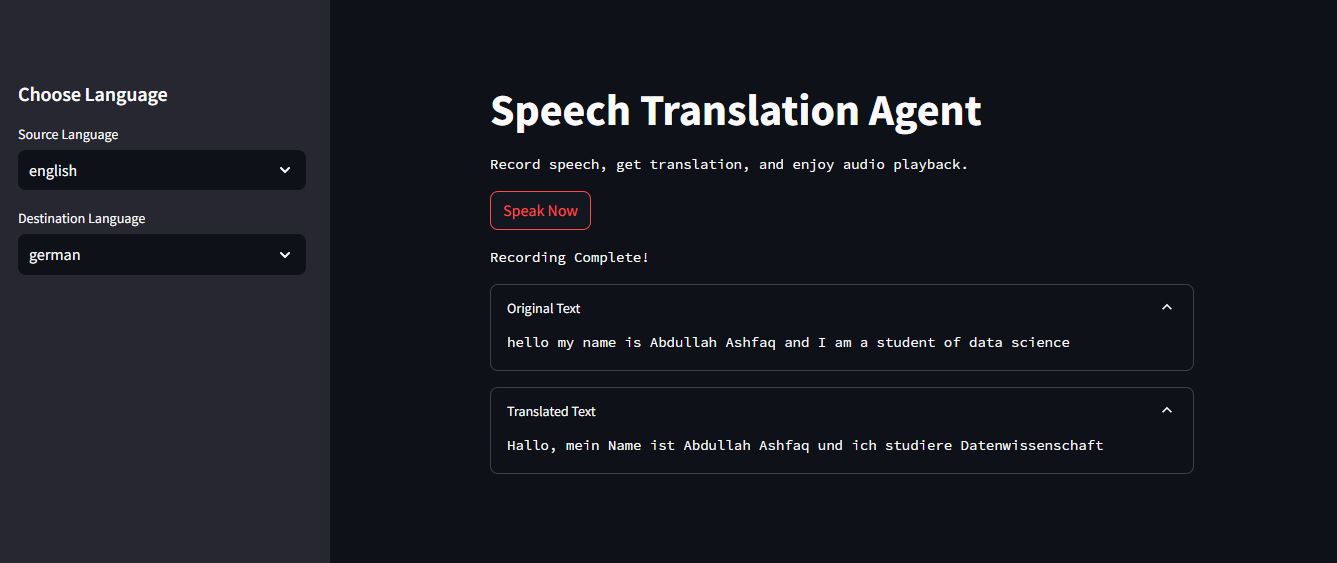 Choose Language
Source Language
english
Destination Language
german
Speech Translation Agent
Record speech, get translation, and enjoy audio playback.
Speak Now
Recording Complete!
Original Text
hello my name is Abdullah Ashfaq and I am a student of data science
Translated Text
Hallo, mein Name ist Abdullah Ashfaq und ich studiere Datenwissenschaft